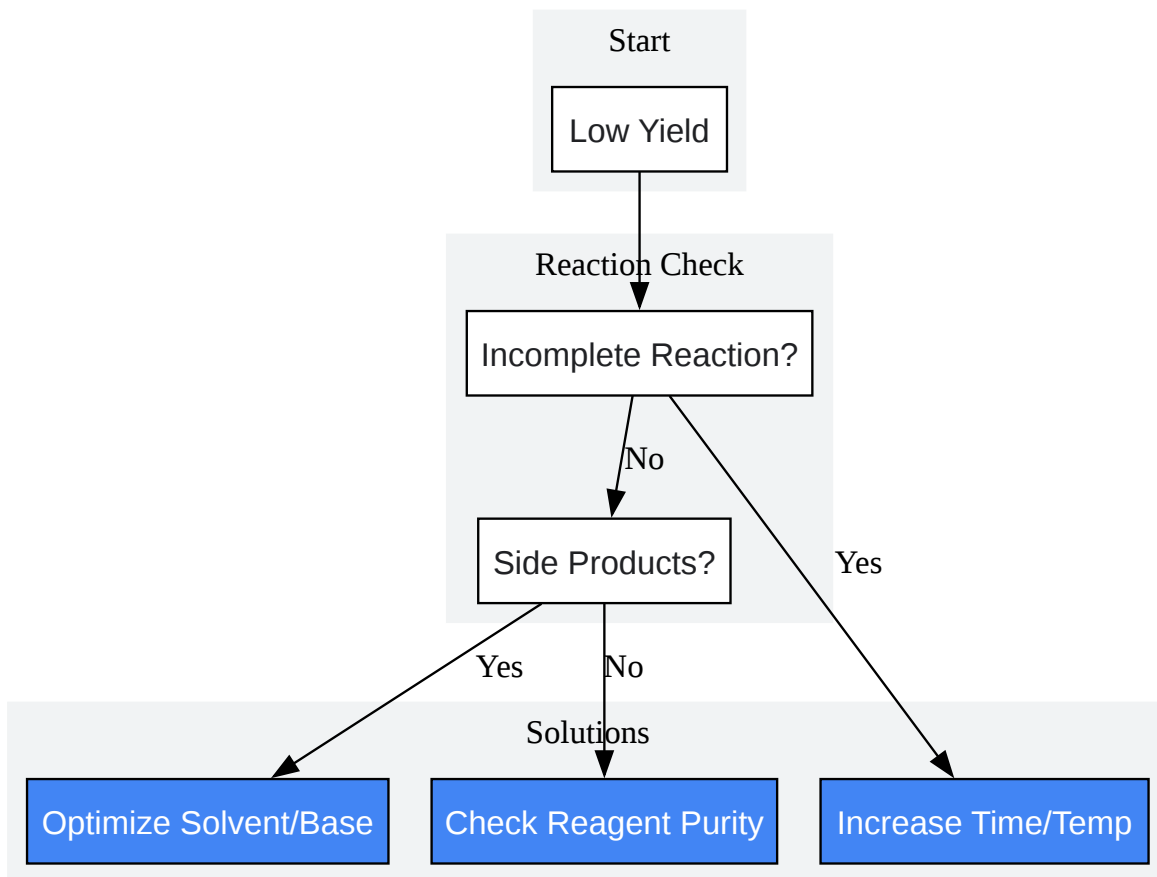 Start
Low Yield
Reaction Check
Incomplete Reaction?
No
Side Products?
Yes
Yes
No
Solutions
Optimize Solvent/Base
Check Reagent Purity
Increase Time/Temp